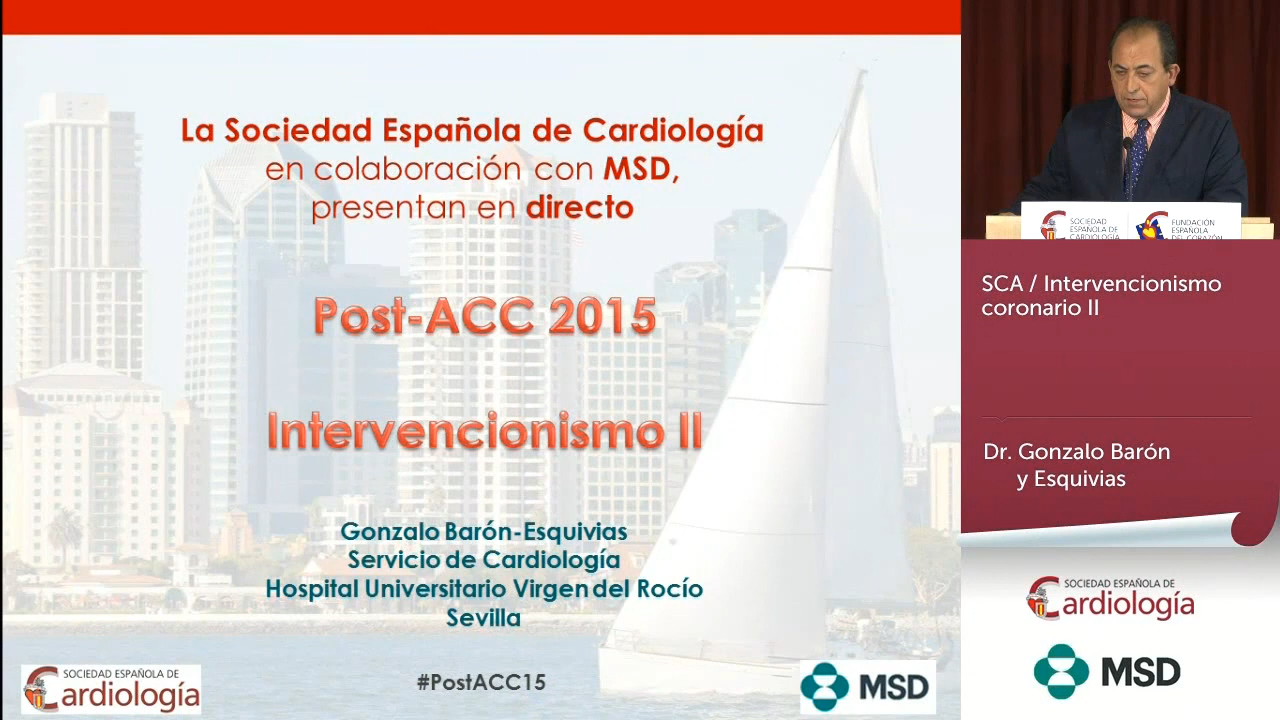 La Sociedad Española de Cardiología
en colaboración con MSD,
presentan en directo
Post-ACC 2015
Intervencionismo II
Gonzalo Barón-Esquivias
Servicio de Cardiología
Hospital Universitario Virgen del Rocío
Sevilla
SOCIEDAD ESPAÑOLA DE
Cardiología
#PostACC15
MSD
SOCIEDAD
ESPAÑOLA DE
CARDIOLOGÍA
FUNDACIÓN
ESPAÑOLA
DEL CORAZÓN
SCA / Intervencionismo
coronario II
Dr. Gonzalo Barón
y Esquivias
SOCIEDAD ESPAÑOLA DE
Cardiología
MSD